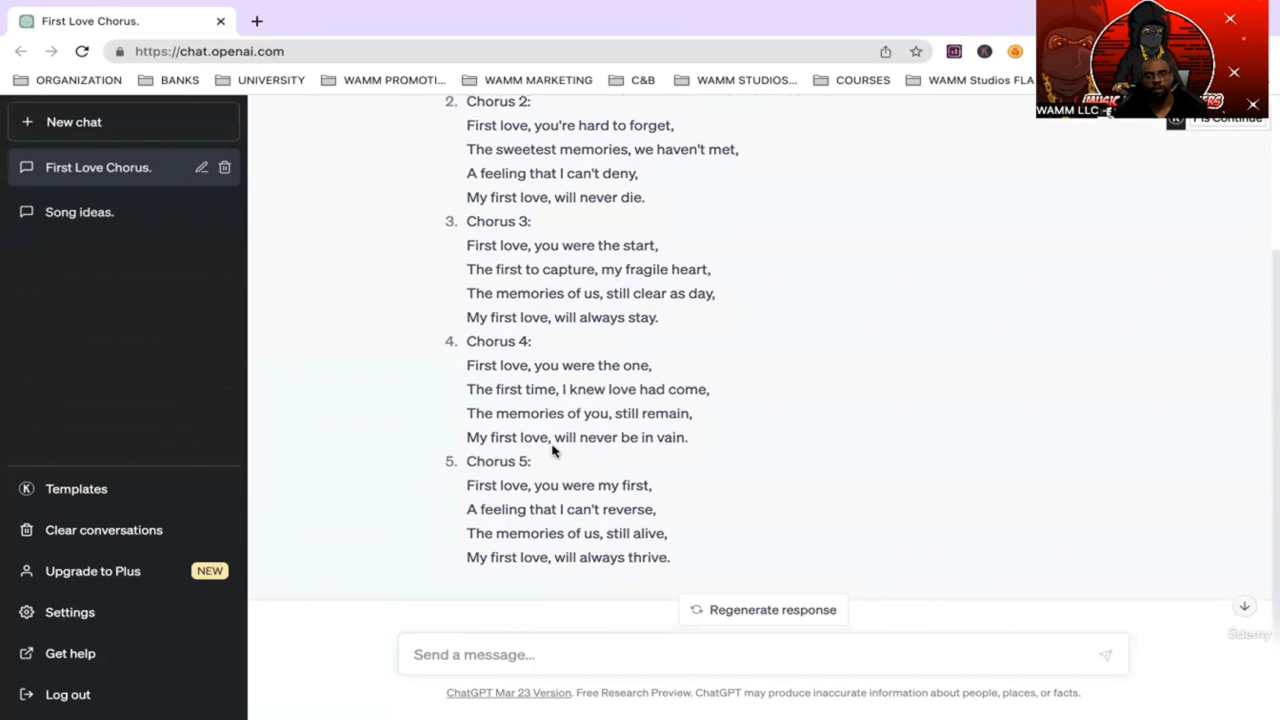 First Love Chorus.
https://chat.openai.com
ORGANIZATION
BANKS
UNIVERSITY
WAMM PROMOTI...
WAMM MARKETING
C&B
WAMM STUDIOS...
COURSES
WAMM Studios FLA
WAMM LLC
New chat
First Love Chorus.
Song ideas.
Templates
Clear conversations
Upgrade to Plus
NEW
Settings
Get help
Log out
2. Chorus 2:
First love, you're hard to forget,
The sweetest memories, we haven't met,
A feeling that I can't deny,
My first love, will never die.
3. Chorus 3:
First love, you were the start,
The first to capture, my fragile heart,
The memories of us, still clear as day,
My first love, will always stay.
4. Chorus 4:
First love, you were the one,
The first time, I knew love had come,
The memories of you, still remain,
My first love, will never be in vain.
5. Chorus 5:
First love, you were my first,
A feeling that I can't reverse,
The memories of us, still alive,
My first love, will always thrive.
Regenerate response
Send a message...
ChatGPT Mar 23 Version. Free Research Preview. ChatGPT may produce inaccurate information about people, places, or facts.
ûdemy